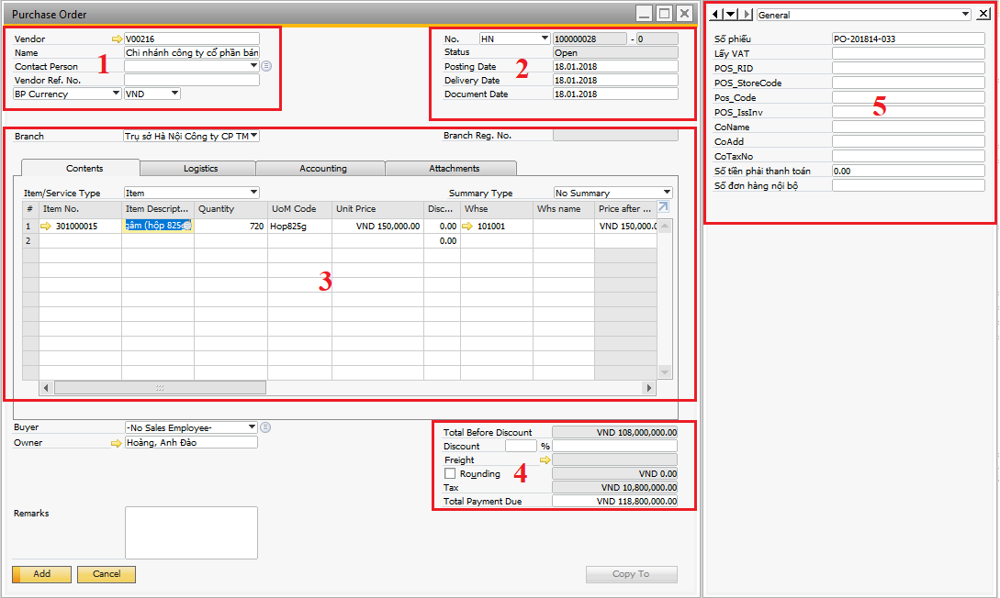 Purchase Order
Vendor V00216
Name Chi nhánh công ty cổ phần bán
Contact Person
Vendor Ref. No.
BP Currency VND
1
No. HN 100000028 - 0
Status Open
Posting Date 18.01.2018
Delivery Date 18.01.2018
Document Date 18.01.2018
2
Branch Trụ sở Hà Nội Công ty CP TM
Branch Reg. No.
Contents Logistics Accounting Attachments
Item/Service Type Item
Summary Type No Summary
# Item No. Item Descript... Quantity UoM Code Unit Price Disc... Whse Whs name Price after ...
1 301000015 gấm (hộp 825g 720 Hop825g VND 150,000.00 0.00 101001 VND 150,000.0
2 0.00
3
Buyer -No Sales Employee-
Owner Hoàng, Anh Đào
Total Before Discount VND 108,000,000.00
Discount %
Freight
Rounding VND 0.00
Tax VND 10,800,000.00
Total Payment Due VND 118,800,000.00
4
Remarks
Add Cancel Copy To
General
Số phiếu PO-201814-033
Lấy VAT
POS_RID
POS_StoreCode
Pos_Code
POS_IssInv
CoName
CoAdd
CoTaxNo
Số tiền phải thanh toán 0.00
Số đơn hàng nội bộ
5